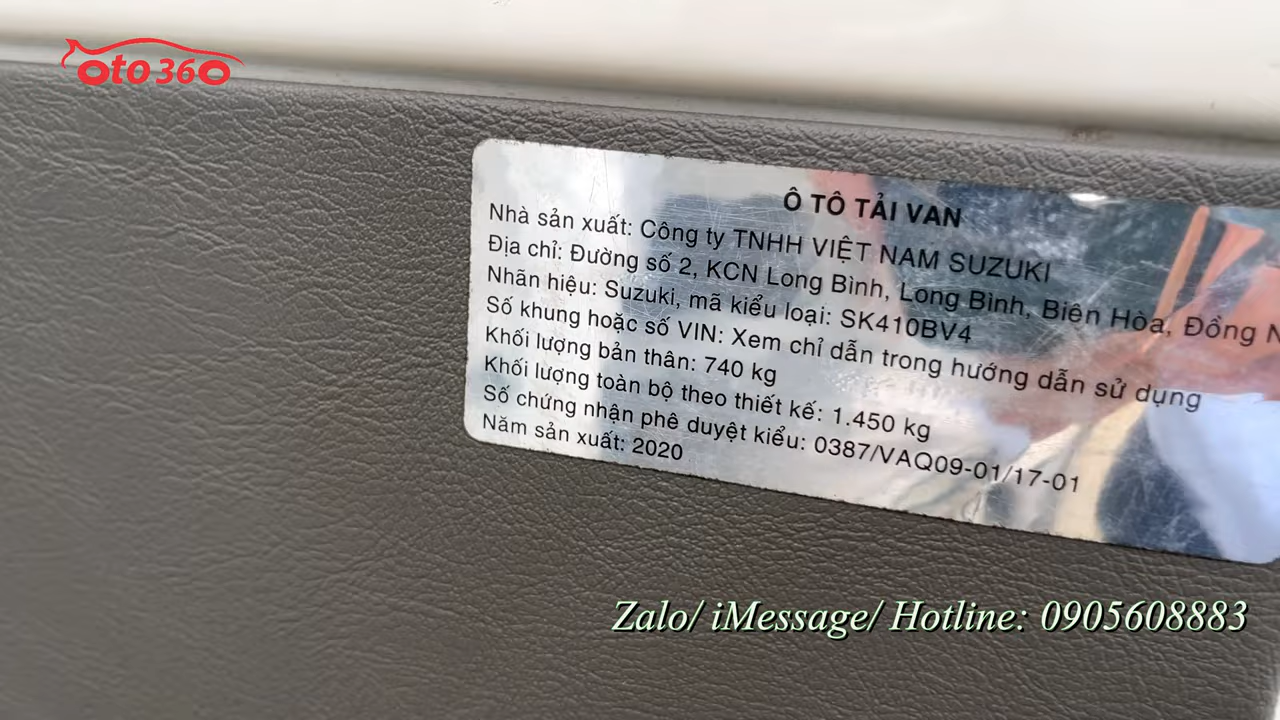 oto 360
Ô TÔ TẢI VAN
Nhà sản xuất: Công ty TNHH VIỆT NAM SUZUKI
Địa chỉ: Đường số 2, KCN Long Bình, Long Bình, Biên Hòa, Đồng N
Nhãn hiệu: Suzuki, mã kiểu loại: SK410BV4
Số khung hoặc số VIN: Xem chỉ dẫn trong hướng dẫn sử dụng
Khối lượng bản thân: 740 kg
Khối lượng toàn bộ theo thiết kế: 1.450 kg
Số chứng nhận phê duyệt kiểu: 0387/VAQ09-01/17-01
Năm sản xuất: 2020
Zalo/ iMessage/ Hotline: 0905608883